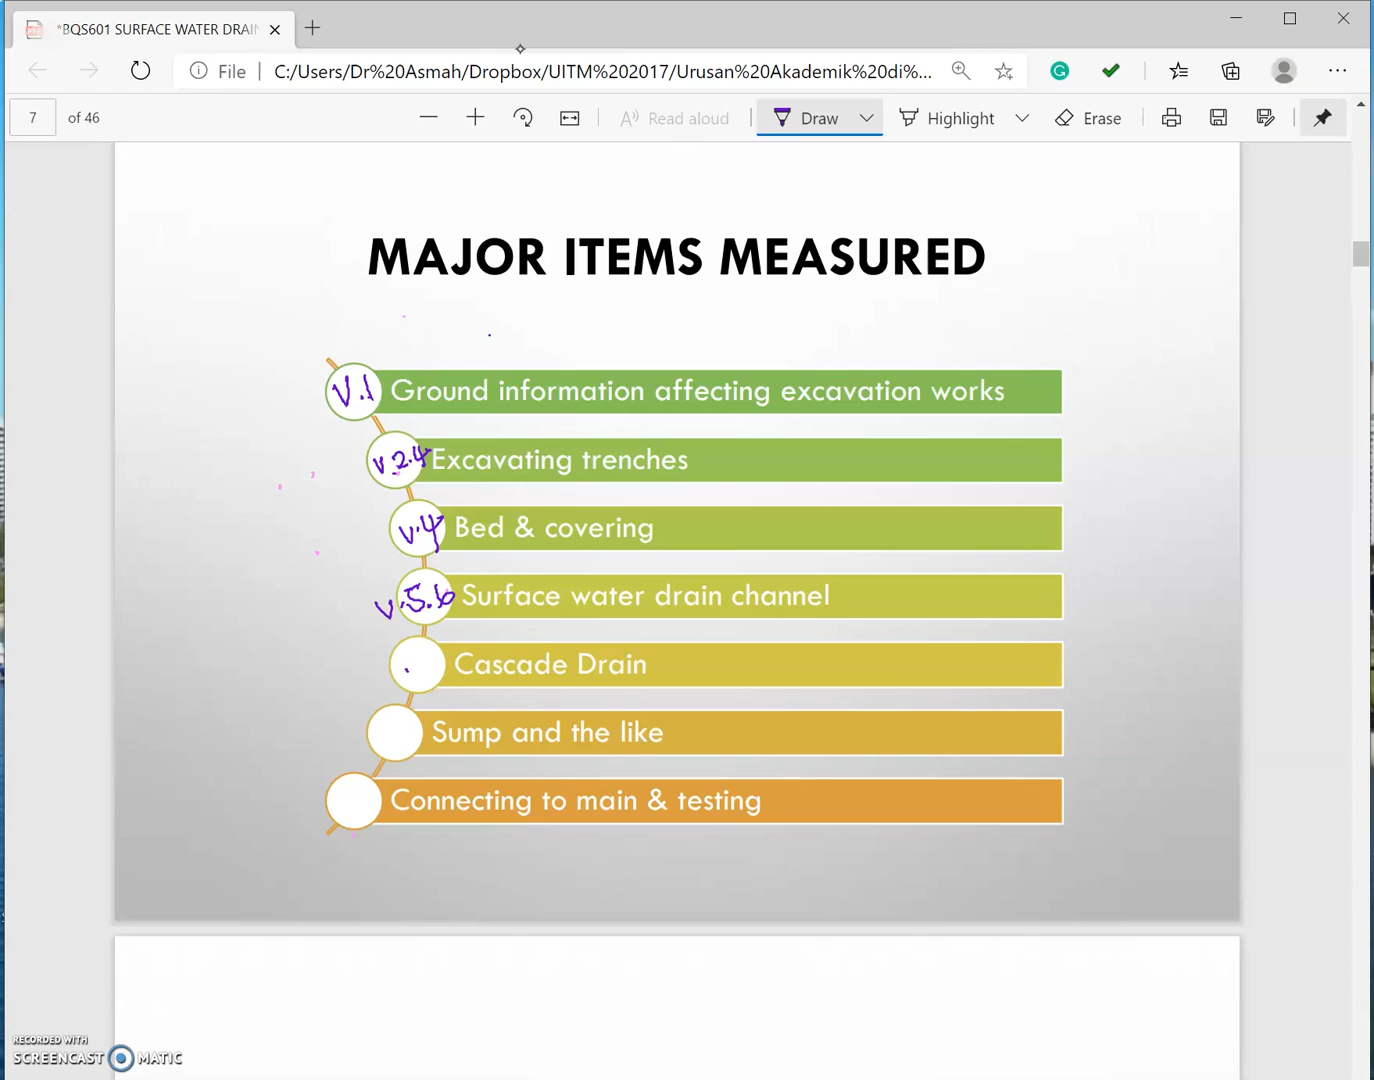 *BQS601 SURFACE WATER DRAIN
File
C:/Users/Dr%20Asmah/Dropbox/UITM%202017/Urusan%20Akademik%20di%...
7 of 46
Read aloud
Draw
Highlight
Erase
MAJOR ITEMS MEASURED
V.1 Ground information affecting excavation works
V.2.4 Excavating trenches
V.4 Bed & covering
V.5.6 Surface water drain channel
Cascade Drain
Sump and the like
Connecting to main & testing
RECORDED WITH
SCREENCAST MATIC